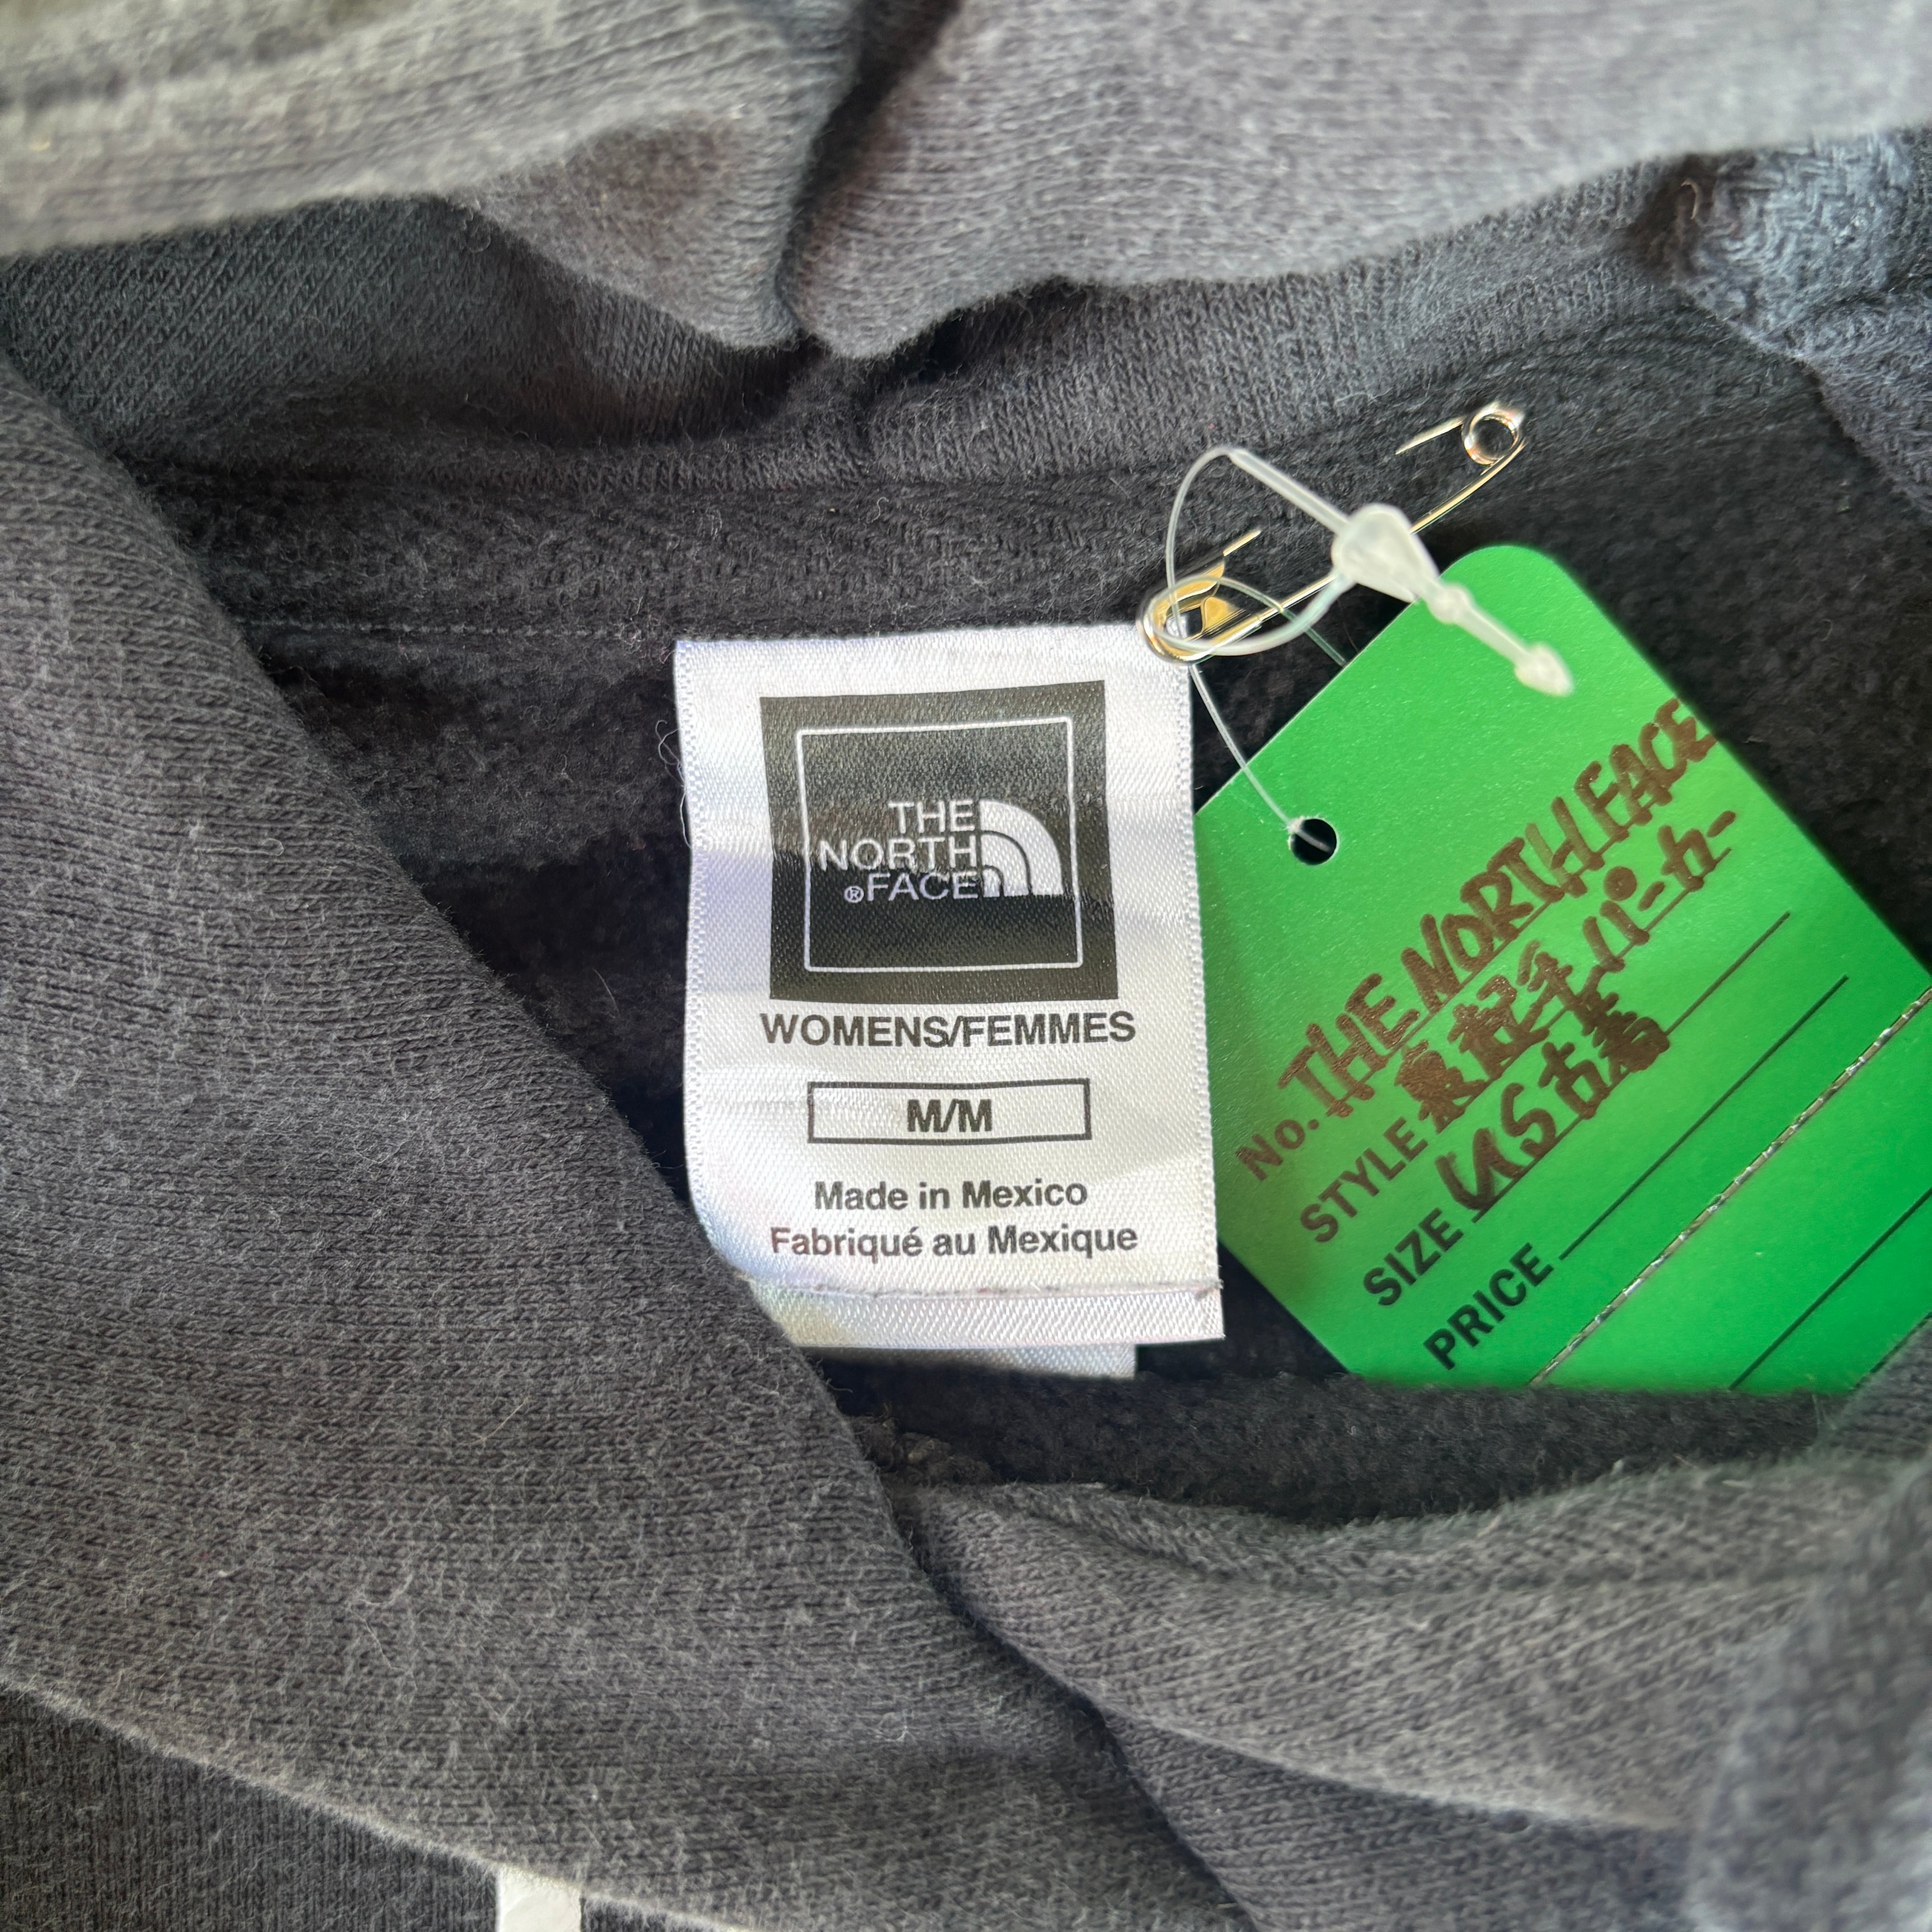 THE
NORTH
®FACE
WOMENS/FEMMES
M/M
Made in Mexico
Fabriqué au Mexique
No. THE NORTH FACE
STYLE 裏起毛パーカー
SIZE US古着
PRICE